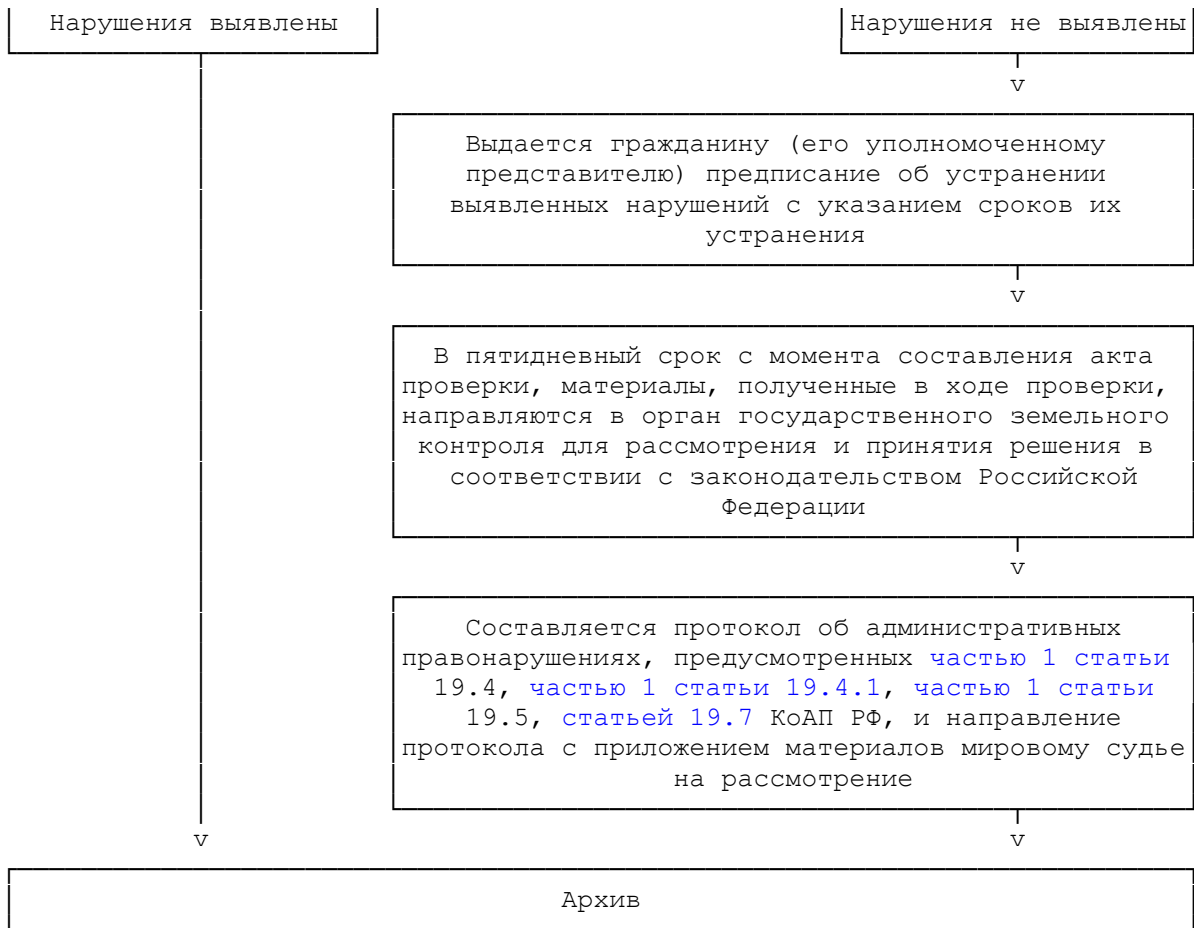 Нарушения выявлены
Нарушения не выявлены
v
Выдается гражданину (его уполномоченному
представителю) предписание об устранении
выявленных нарушений с указанием сроков их
устранения
v
В пятидневный срок с момента составления акта
проверки, материалы, полученные в ходе проверки,
направляются в орган государственного земельного
контроля для рассмотрения и принятия решения в
соответствии с законодательством Российской
Федерации
v
Составляется протокол об административных
правонарушениях, предусмотренных частью 1 статьи
19.4, частью 1 статьи 19.4.1, частью 1 статьи
19.5, статьей 19.7 КоАП РФ, и направление
протокола с приложением материалов мировому судье
на рассмотрение
v
v
Архив